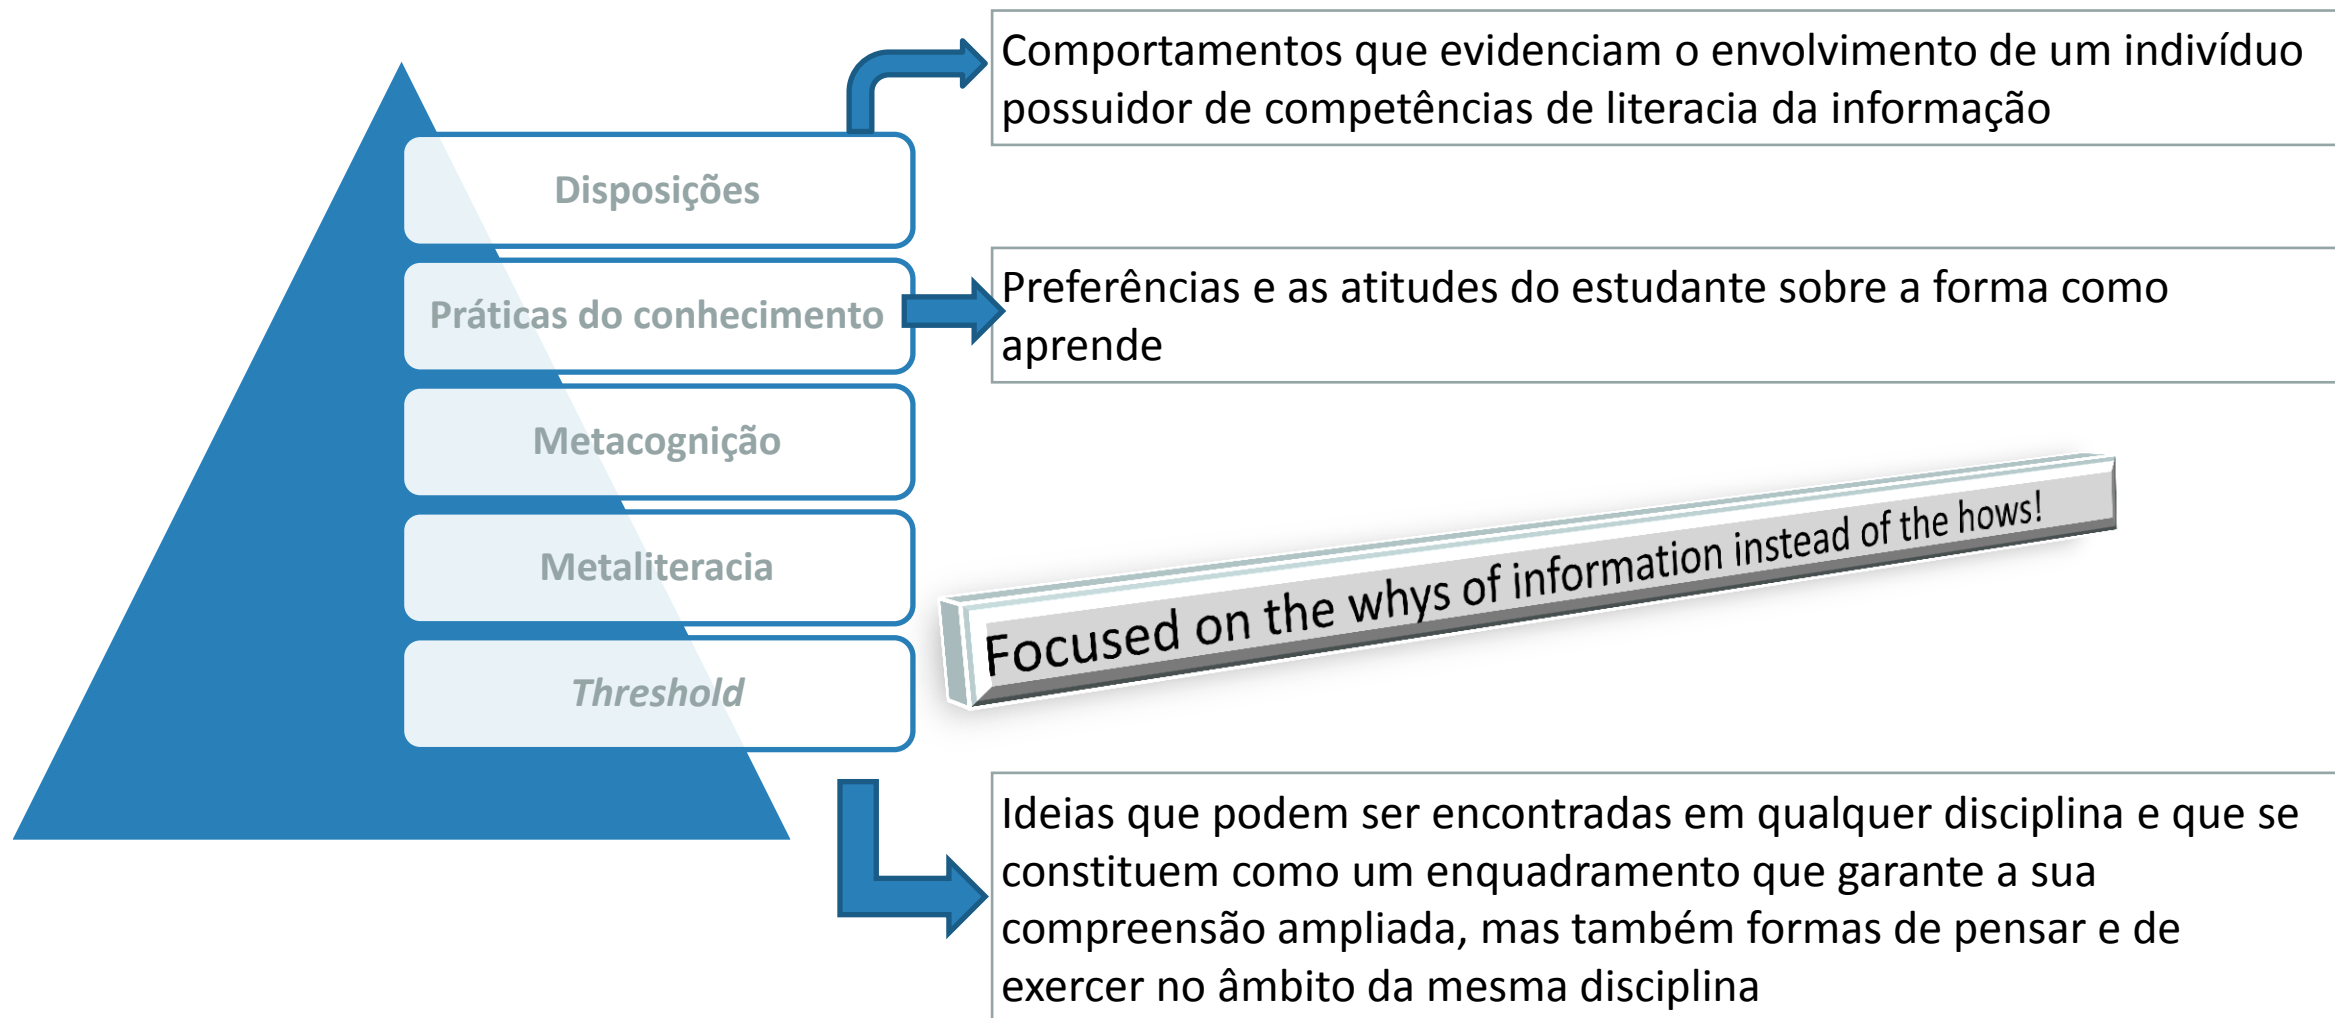 Comportamentos que evidenciam o envolvimento de um indivíduo
possuidor de competências de literacia da informação
Disposições
Práticas do conhecimento
Preferências e as atitudes do estudante sobre a forma como
aprende
Metacognição
Metaliteracia
Focused on the whys of information instead of the hows!
Threshold
Ideias que podem ser encontradas em qualquer disciplina e que se
constituem como um enquadramento que garante a sua
compreensão ampliada, mas também formas de pensar e de
exercer no âmbito da mesma disciplina